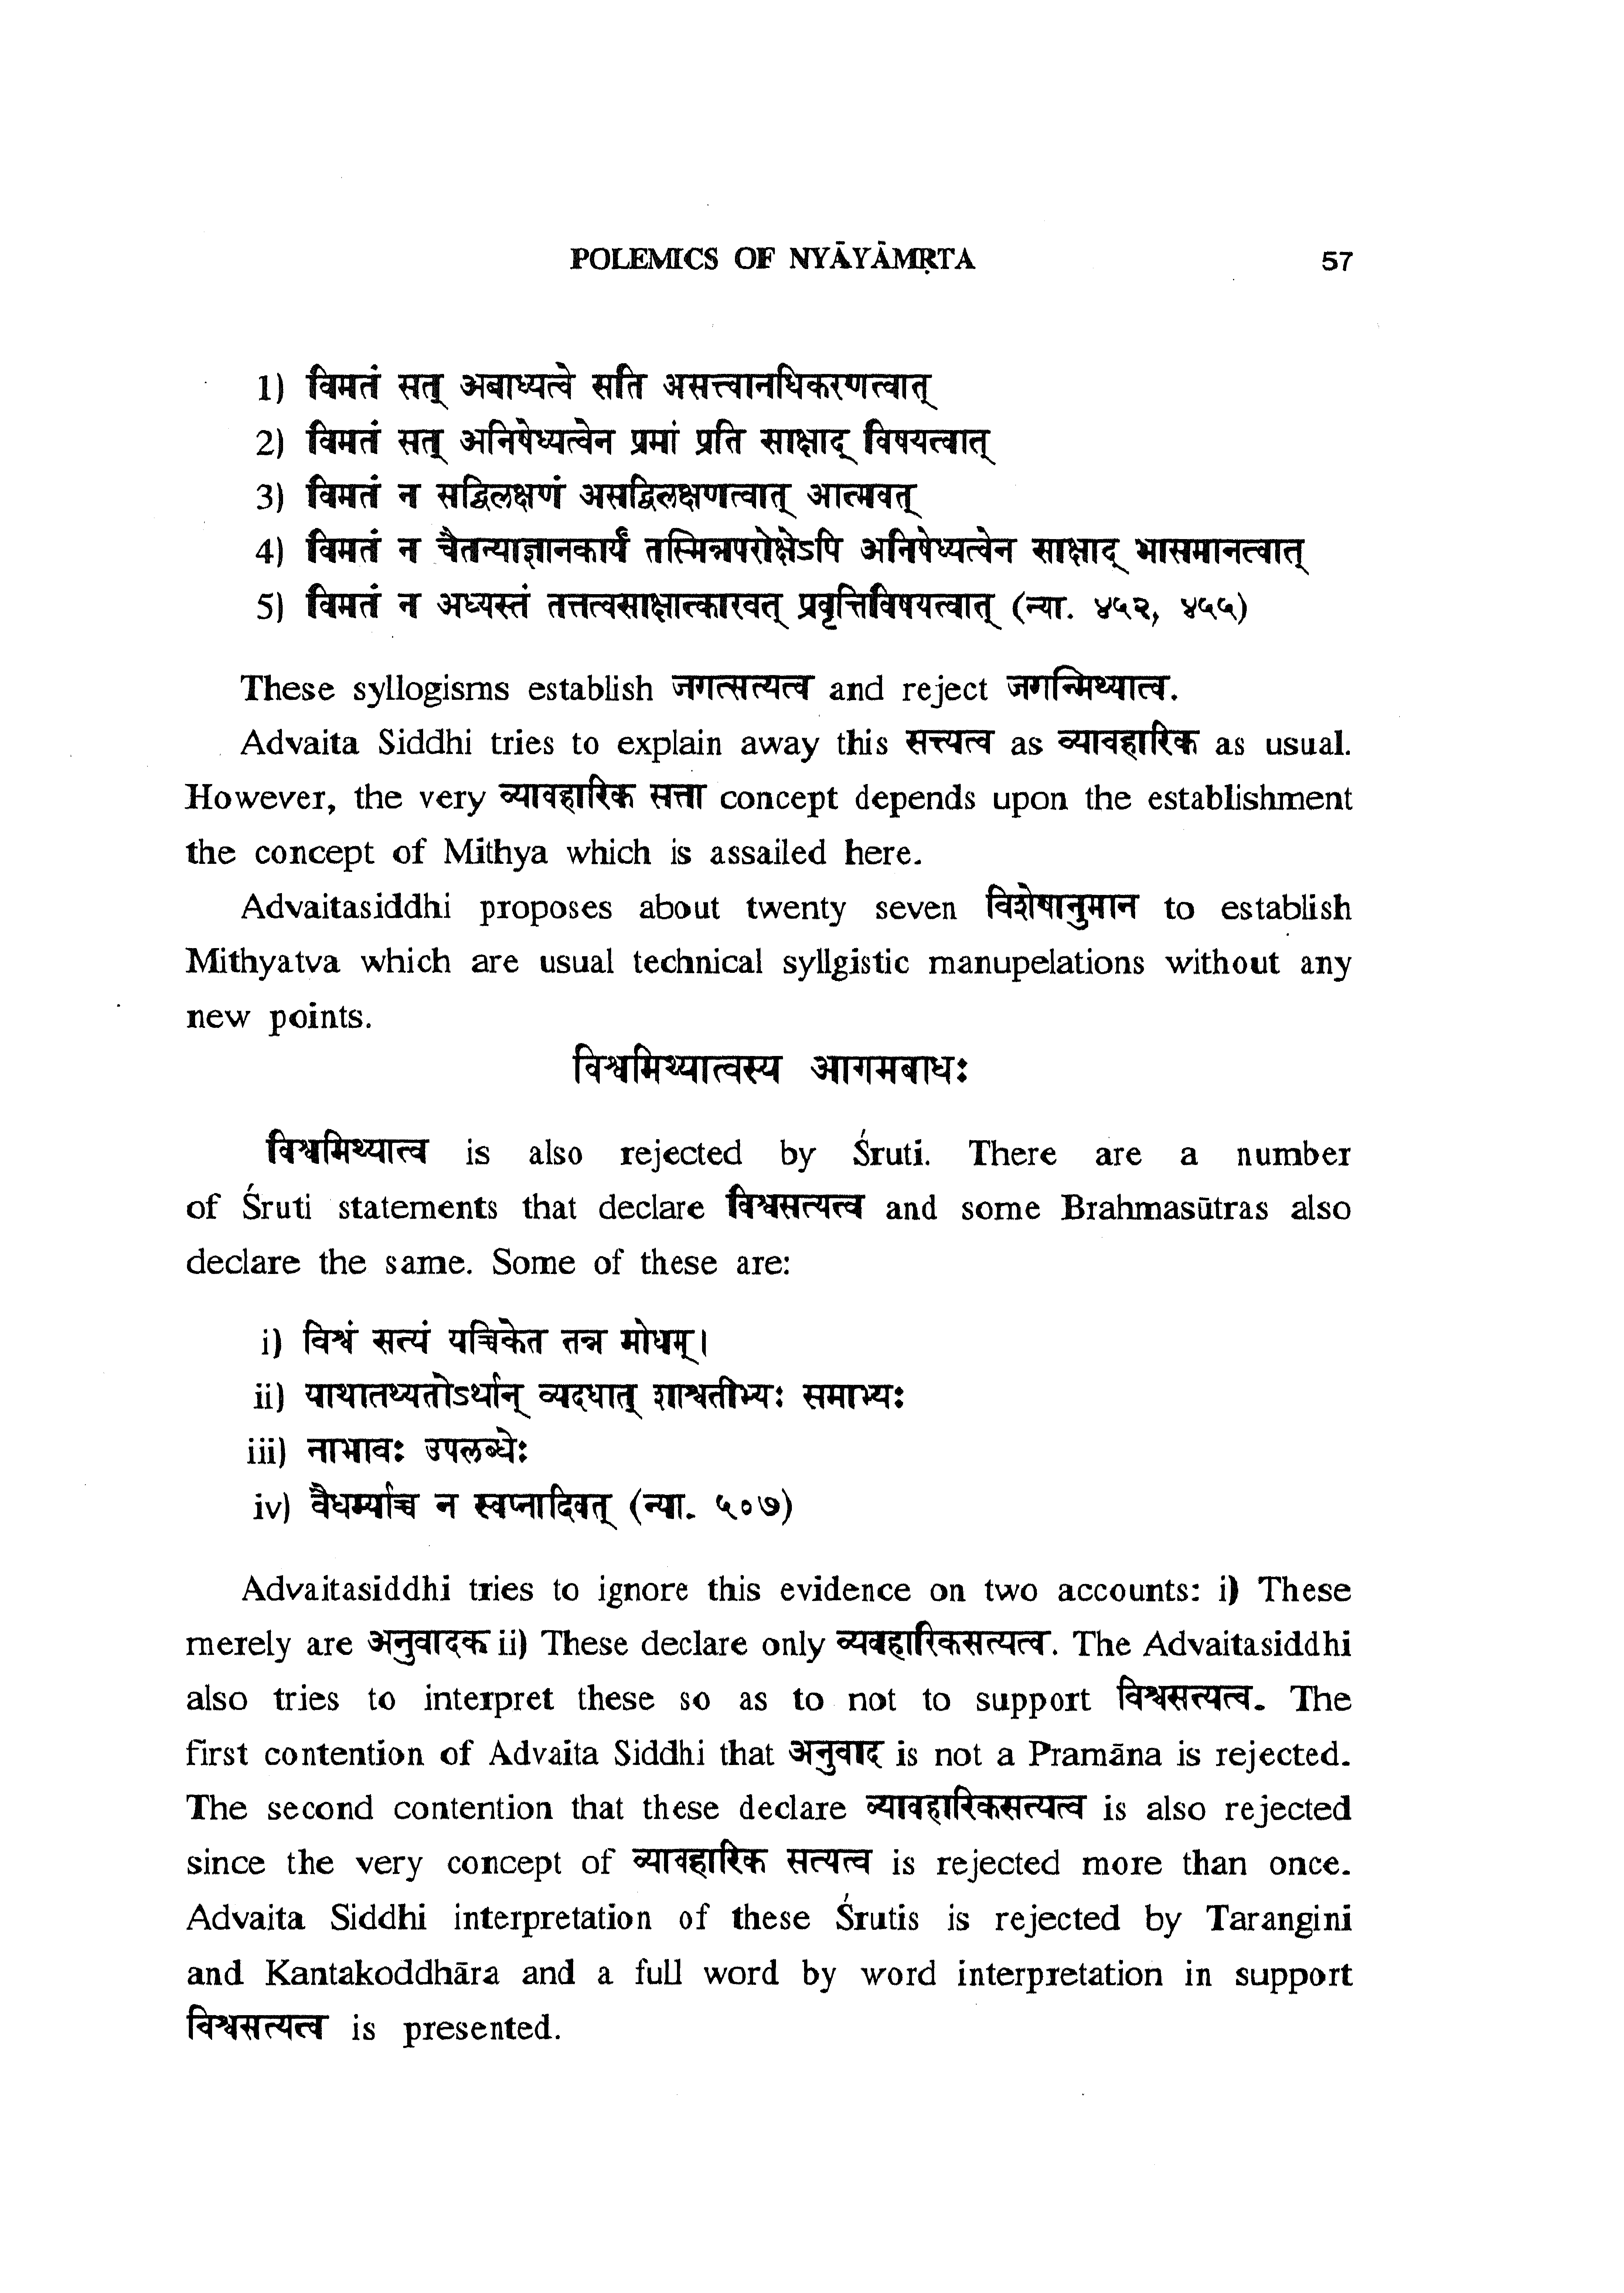 POLEMICS OF NYĀYĀMṚTA 57
1) विमतं सत् अबाध्यत्वे सति असत्त्वानधिकरणत्वात्
2) विमतं सत् अनिषेध्यत्वेन प्रमां प्रति साक्षाद् विषयत्वात्
3) विमतं न सद्विलक्षणं असद्विलक्षणत्वात् आत्मवत्
4) विमतं न चैतन्याज्ञानकार्यं तस्मिन्नपरोक्षेऽपि अनिषेध्यत्वेन साक्षाद् भासमानत्वात्
5) विमतं न अध्यस्तं तत्तत्वसाक्षात्कारवत् प्रवृत्तिविषयत्वात् (न्या. ४५२, ४५५)
These syllogisms establish जगत्सत्यत्व and reject जगन्मिथ्यात्व.
Advaita Siddhi tries to explain away this सत्त्यत्व as व्यावहारिक as usual.
However, the very व्यावहारिक सत्ता concept depends upon the establishment
the concept of Mithya which is assailed here.
Advaitasiddhi proposes about twenty seven विशेषानुमान to establish
Mithyatva which are usual technical syllgistic manupelations without any
new points.
विश्वमिथ्यात्वस्य आगमबाधः
विश्वमिथ्यात्व is also rejected by Śruti. There are a number
of Śruti statements that declare विश्वसत्यत्व and some Brahmasūtras also
declare the same. Some of these are:
i) विश्वं सत्यं यच्चिकेत तन्न मोघम्।
ii) याथातथ्यतोऽर्थान् व्यदधात् शाश्वतीभ्यः समाभ्यः
iii) नाभावः उपलब्धेः
iv) वैधर्म्याच्च न स्वप्नादिवत् (न्या. ५०७)
Advaitasiddhi tries to ignore this evidence on two accounts: i) These
merely are अनुवादक ii) These declare only व्यवहारिकसत्यत्व. The Advaitasiddhi
also tries to interpret these so as to not to support विश्वसत्यत्व. The
first contention of Advaita Siddhi that अनुवाद is not a Pramāna is rejected.
The second contention that these declare व्यावहारिकसत्यत्व is also rejected
since the very concept of व्यावहारिक सत्यत्व is rejected more than once.
Advaita Siddhi interpretation of these Śrutis is rejected by Tarangini
and Kantakoddhāra and a full word by word interpretation in support
विश्वसत्यत्व is presented.